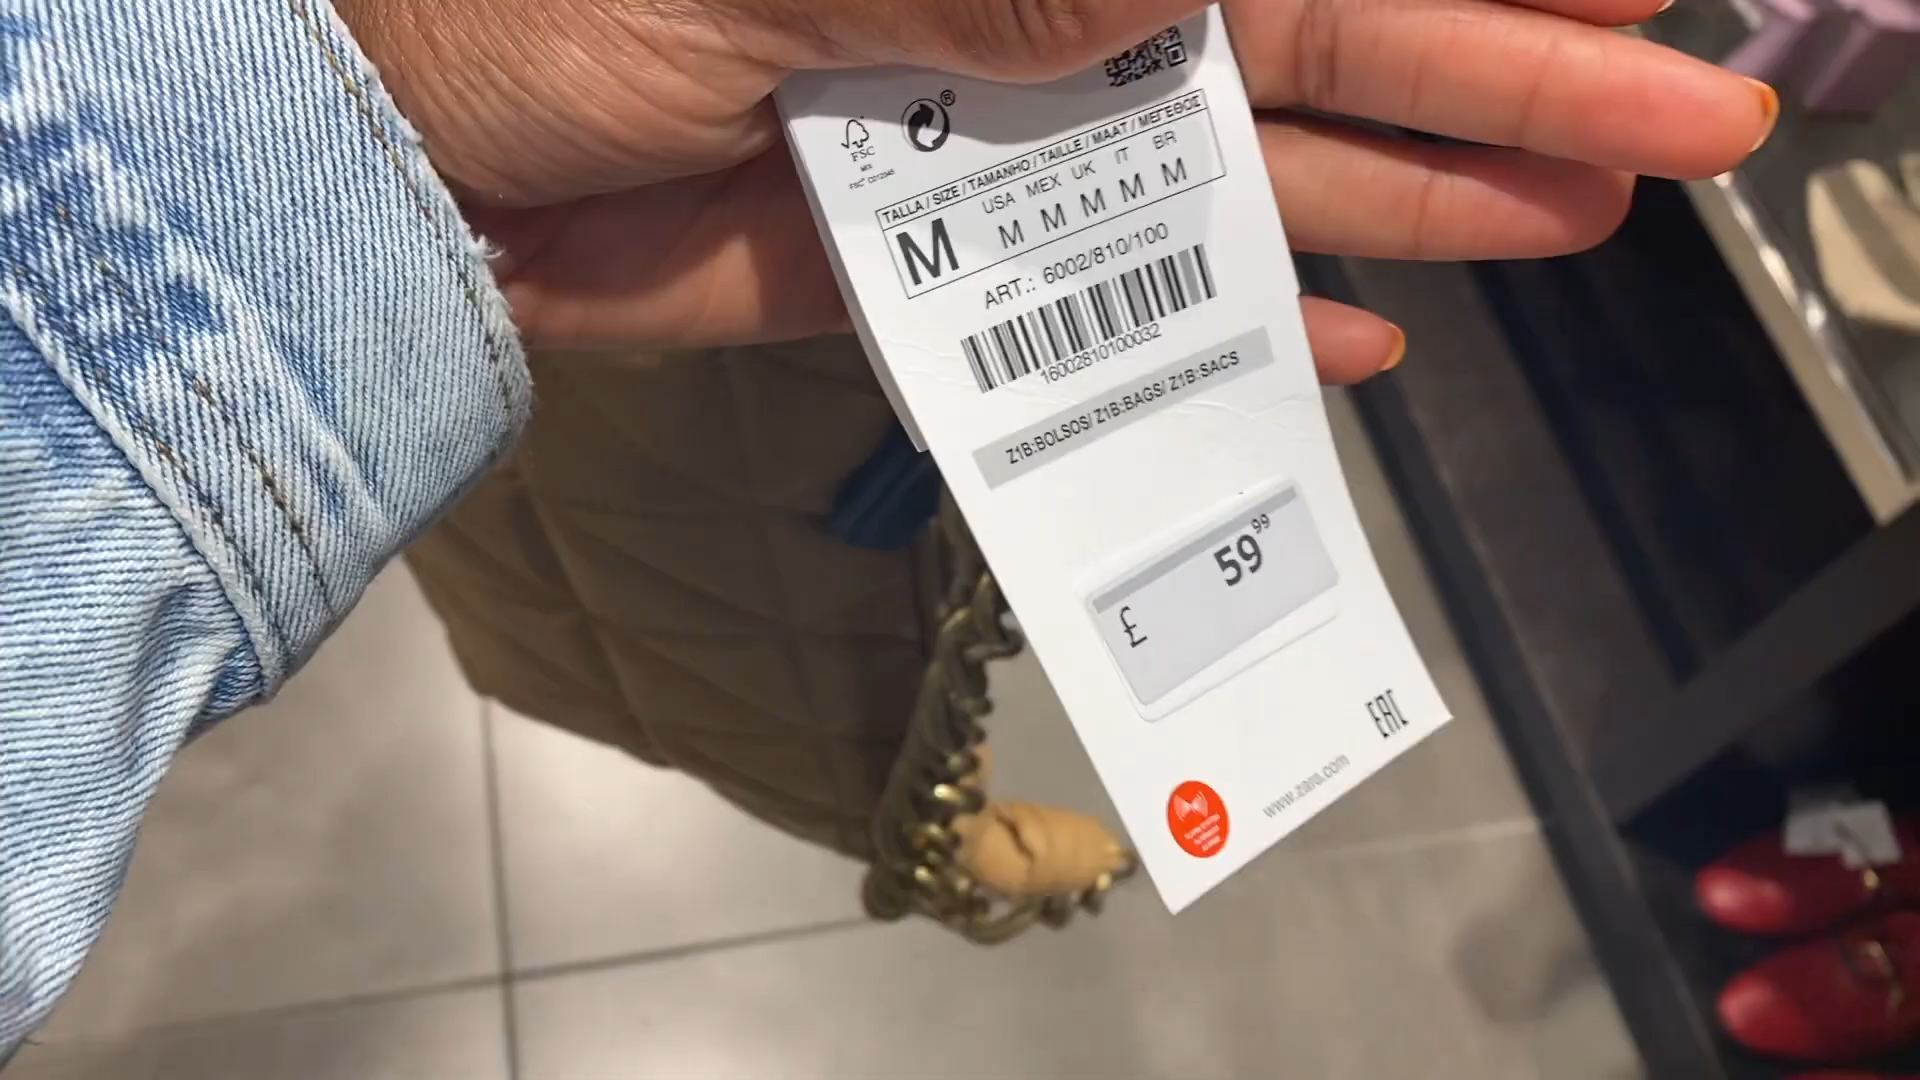 FSC
MIX
®
TALLA / SIZE / TAMANHO / TAILLE / MAAT / ΜΕΓΕΘΟΣ
USA MEX UK IT BR
M M M M M M
ART.: 6002/810/100
16002810100032
Z1B:BOLSOS/ Z1B:BAGS/ Z1B:SACS
£ 59 99
EAC
www.zara.com